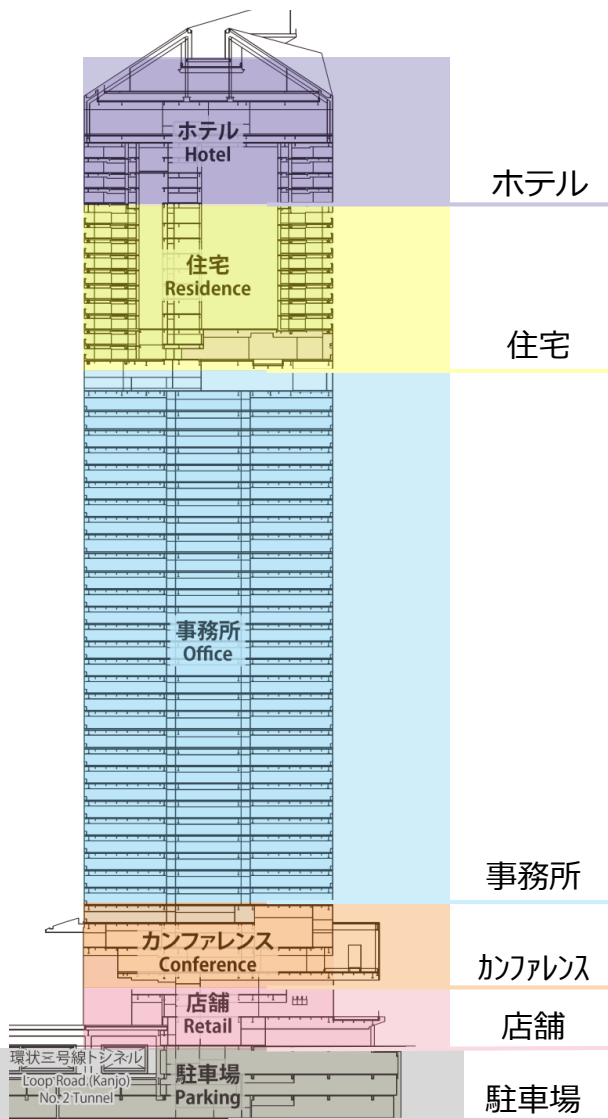 ホテル
Hotel
ホテル
住宅
Residence
住宅
事務所
Office
事務所
カンファレンス
Conference
カンファレンス
店舗
Retail
店舗
環状三号線トンネル
Loop Road (Kanjo)
No. 2 Tunnel
駐車場
Parking
駐車場